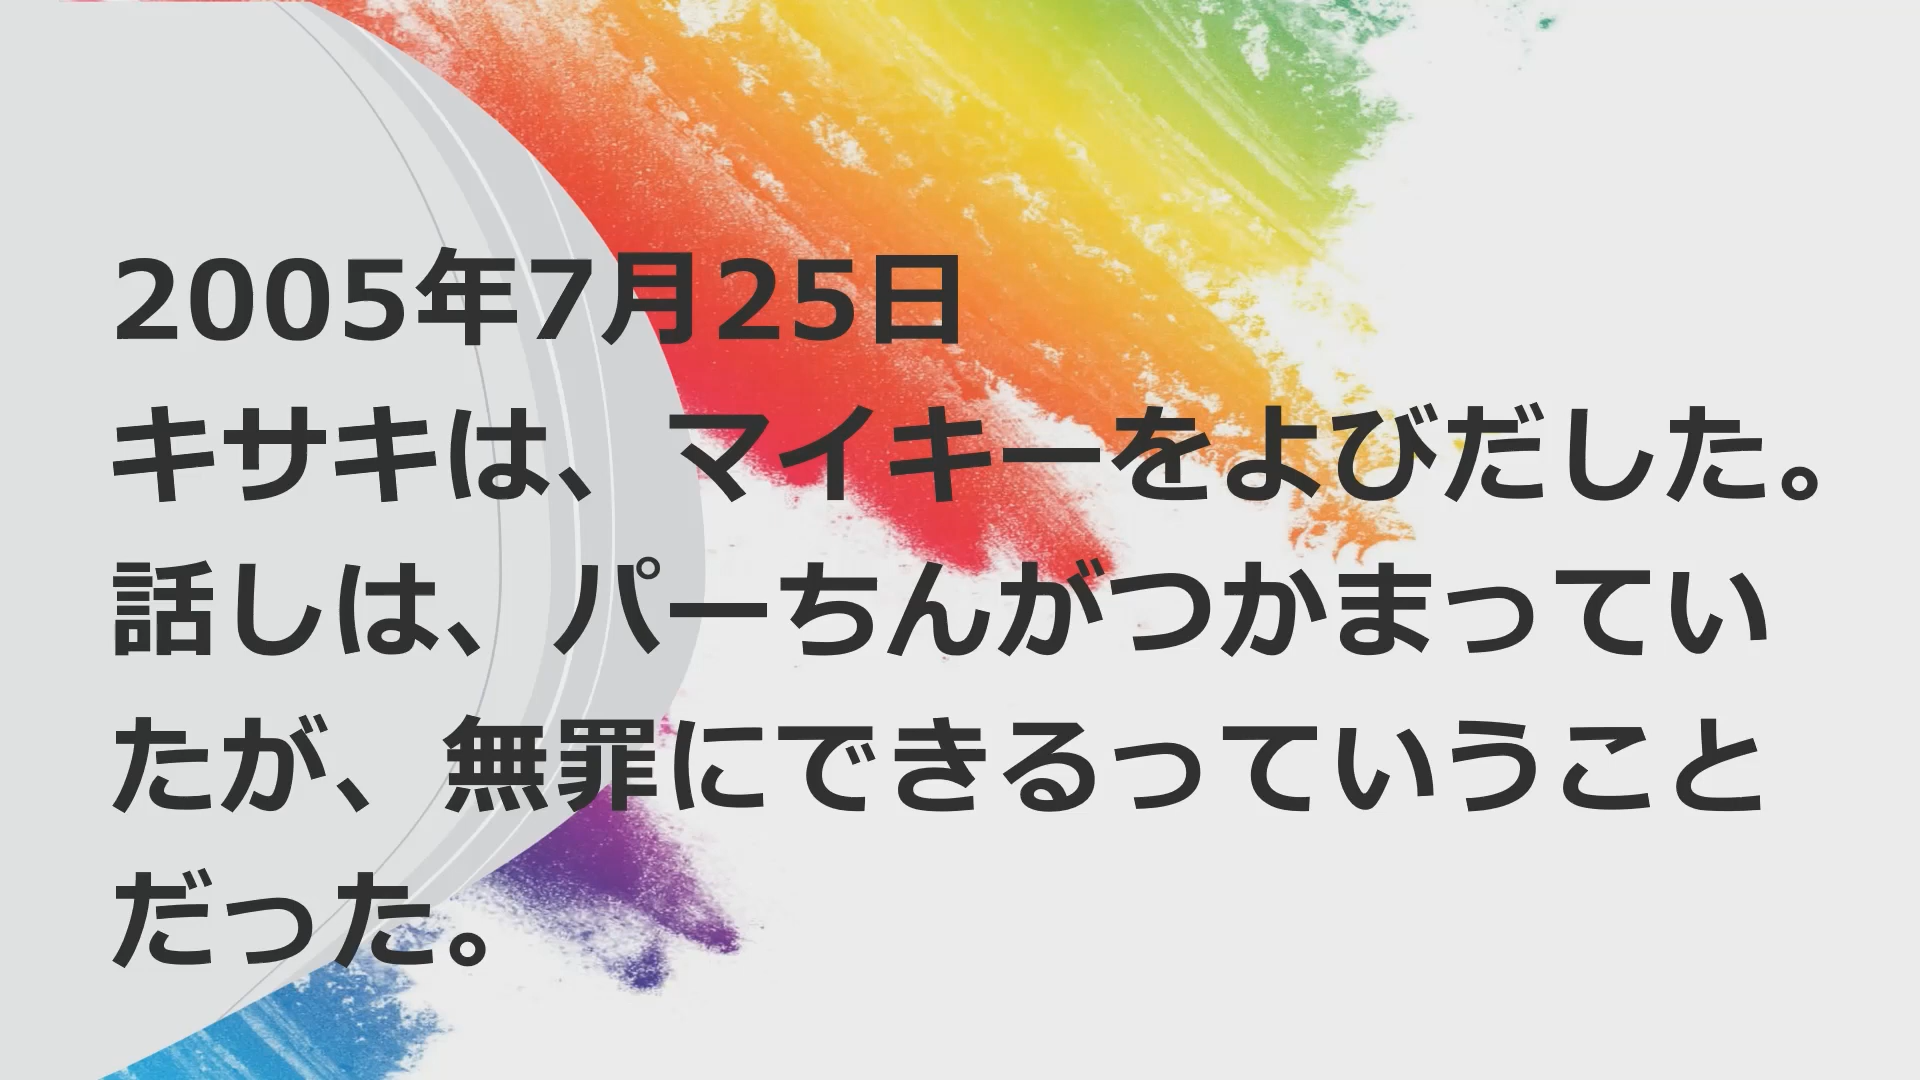 2005年7月25日
キサキは、マイキーをよびだした。
話しは、パーちんがつかまってい
たが、無罪にできるっていうこと
だった。